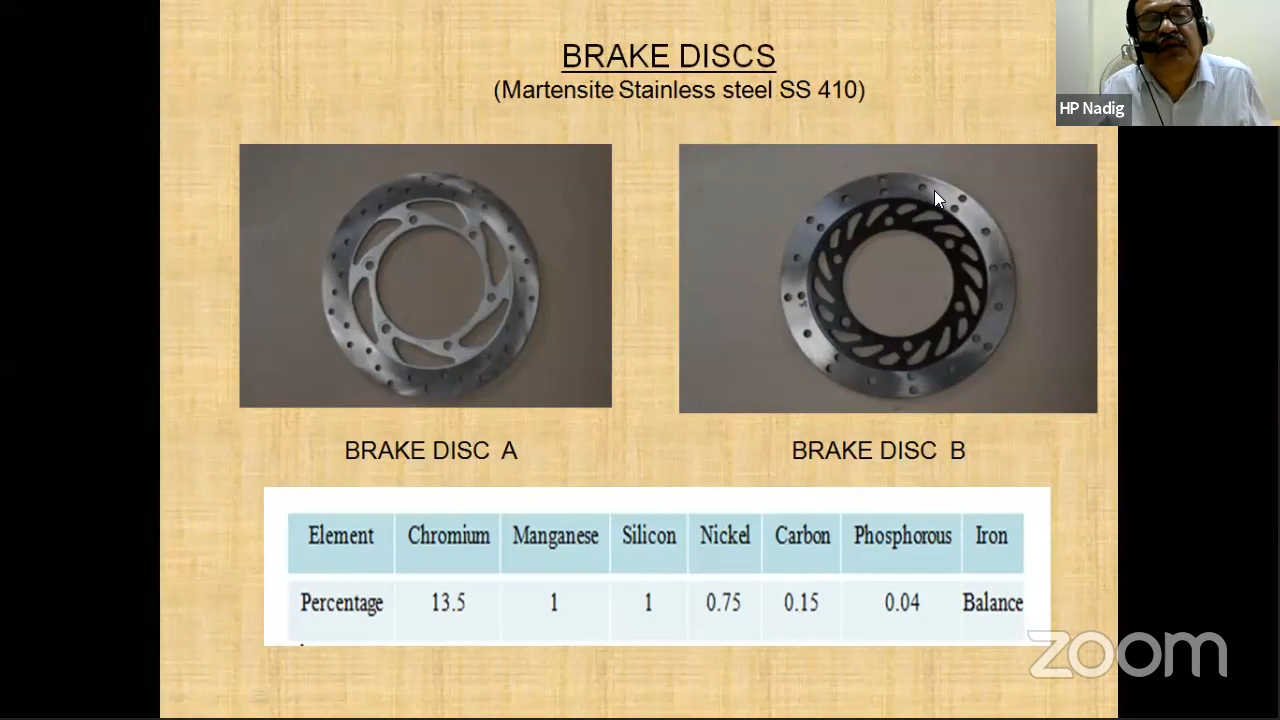 BRAKE DISCS
(Martensite Stainless steel SS 410)
HP Nadig
BRAKE DISC A
BRAKE DISC B
Element Chromium Manganese Silicon Nickel Carbon Phosphorous Iron
Percentage 13.5 1 1 0.75 0.15 0.04 Balance
zoom